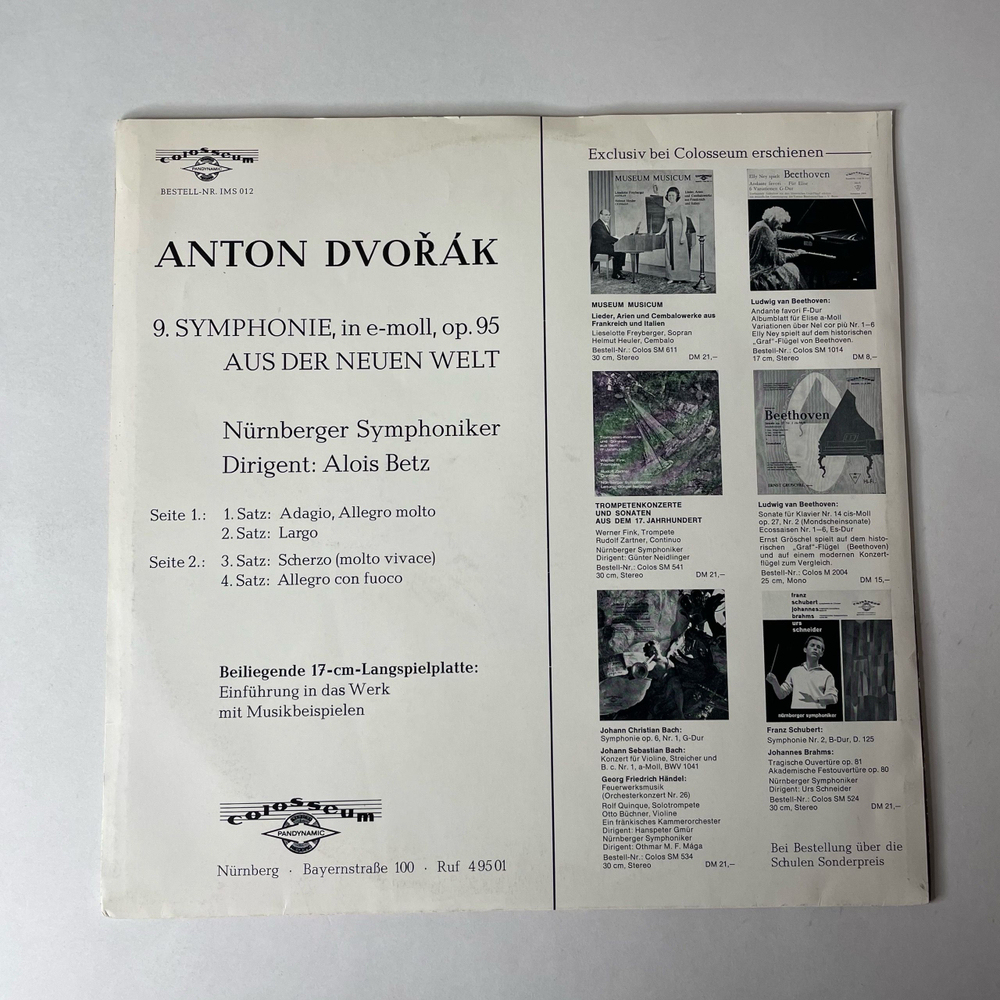 colosseum
PANDYNAMIC
BESTELL-NR. IMS 012
ANTON DVOŘÁK
9. SYMPHONIE, in e-moll, op. 95
AUS DER NEUEN WELT
Nürnberger Symphoniker
Dirigent: Alois Betz
Seite 1.: 1. Satz: Adagio, Allegro molto
2. Satz: Largo
Seite 2.: 3. Satz: Scherzo (molto vivace)
4. Satz: Allegro con fuoco
Beiliegende 17-cm-Langspielplatte:
Einführung in das Werk
mit Musikbeispielen
colosseum
PANDYNAMIC
Nürnberg · Bayernstraße 100 · Ruf 4 95 01
Exclusiv bei Colosseum erschienen
MUSEUM MUSICUM
MUSEUM MUSICUM
Lieder, Arien und Cembalowerke aus
Frankreich und Italien
Lieselotte Freyberger, Sopran
Helmut Heuler, Cembalo
Bestell-Nr.: Colos SM 611
30 cm, Stereo DM 21,—
Elly Ney spielt Beethoven
Andante favori Für Elise
6 Variationen G-Dur
Ludwig van Beethoven:
Andante favori F-Dur
Albumblatt für Elise a-Moll
Variationen über Nel cor più Nr. 1–6
Elly Ney spielt auf dem historischen
„Graf“-Flügel von Beethoven.
Bestell-Nr.: Colos SM 1014
17 cm, Stereo DM 8,—
TROMPETENKONZERTE
UND SONATEN
AUS DEM 17. JAHRHUNDERT
Werner Fink, Trompete
Rudolf Zartner, Continuo
Nürnberger Symphoniker
Dirigent: Günter Neidlinger
Bestell-Nr.: Colos SM 541
30 cm, Stereo DM 21,—
Beethoven
Ludwig van Beethoven:
Sonate für Klavier Nr. 14 cis-Moll
op. 27, Nr. 2 (Mondscheinsonate)
Ecossaisen Nr. 1–6, Es-Dur
Ernst Gröschel spielt auf dem histo-
rischen „Graf“-Flügel (Beethoven)
und auf einem modernen Konzert-
flügel zum Vergleich.
Bestell-Nr.: Colos M 2004
25 cm, Mono DM 15,—
Johann Christian Bach:
Symphonie op. 6, Nr. 1, G-Dur
Johann Sebastian Bach:
Konzert für Violine, Streicher und
B. c. Nr. 1, a-Moll, BWV 1041
Georg Friedrich Händel:
Feuerwerksmusik
(Orchesterkonzert Nr. 26)
Rolf Quinque, Solotrompete
Otto Büchner, Violine
Ein fränkisches Kammerorchester
Dirigent: Hanspeter Gmür
Nürnberger Symphoniker
Dirigent: Othmar M. F. Mága
Bestell-Nr.: Colos SM 534
30 cm, Stereo DM 21,—
franz
schubert
johannes
brahms
urs
schneider
nürnberger symphoniker
Franz Schubert:
Symphonie Nr. 2, B-Dur, D. 125
Johannes Brahms:
Tragische Ouvertüre op. 81
Akademische Festouvertüre op. 80
Nürnberger Symphoniker
Dirigent: Urs Schneider
Bestell-Nr.: Colos SM 524
30 cm, Stereo DM 21,—
Bei Bestellung über die
Schulen Sonderpreis